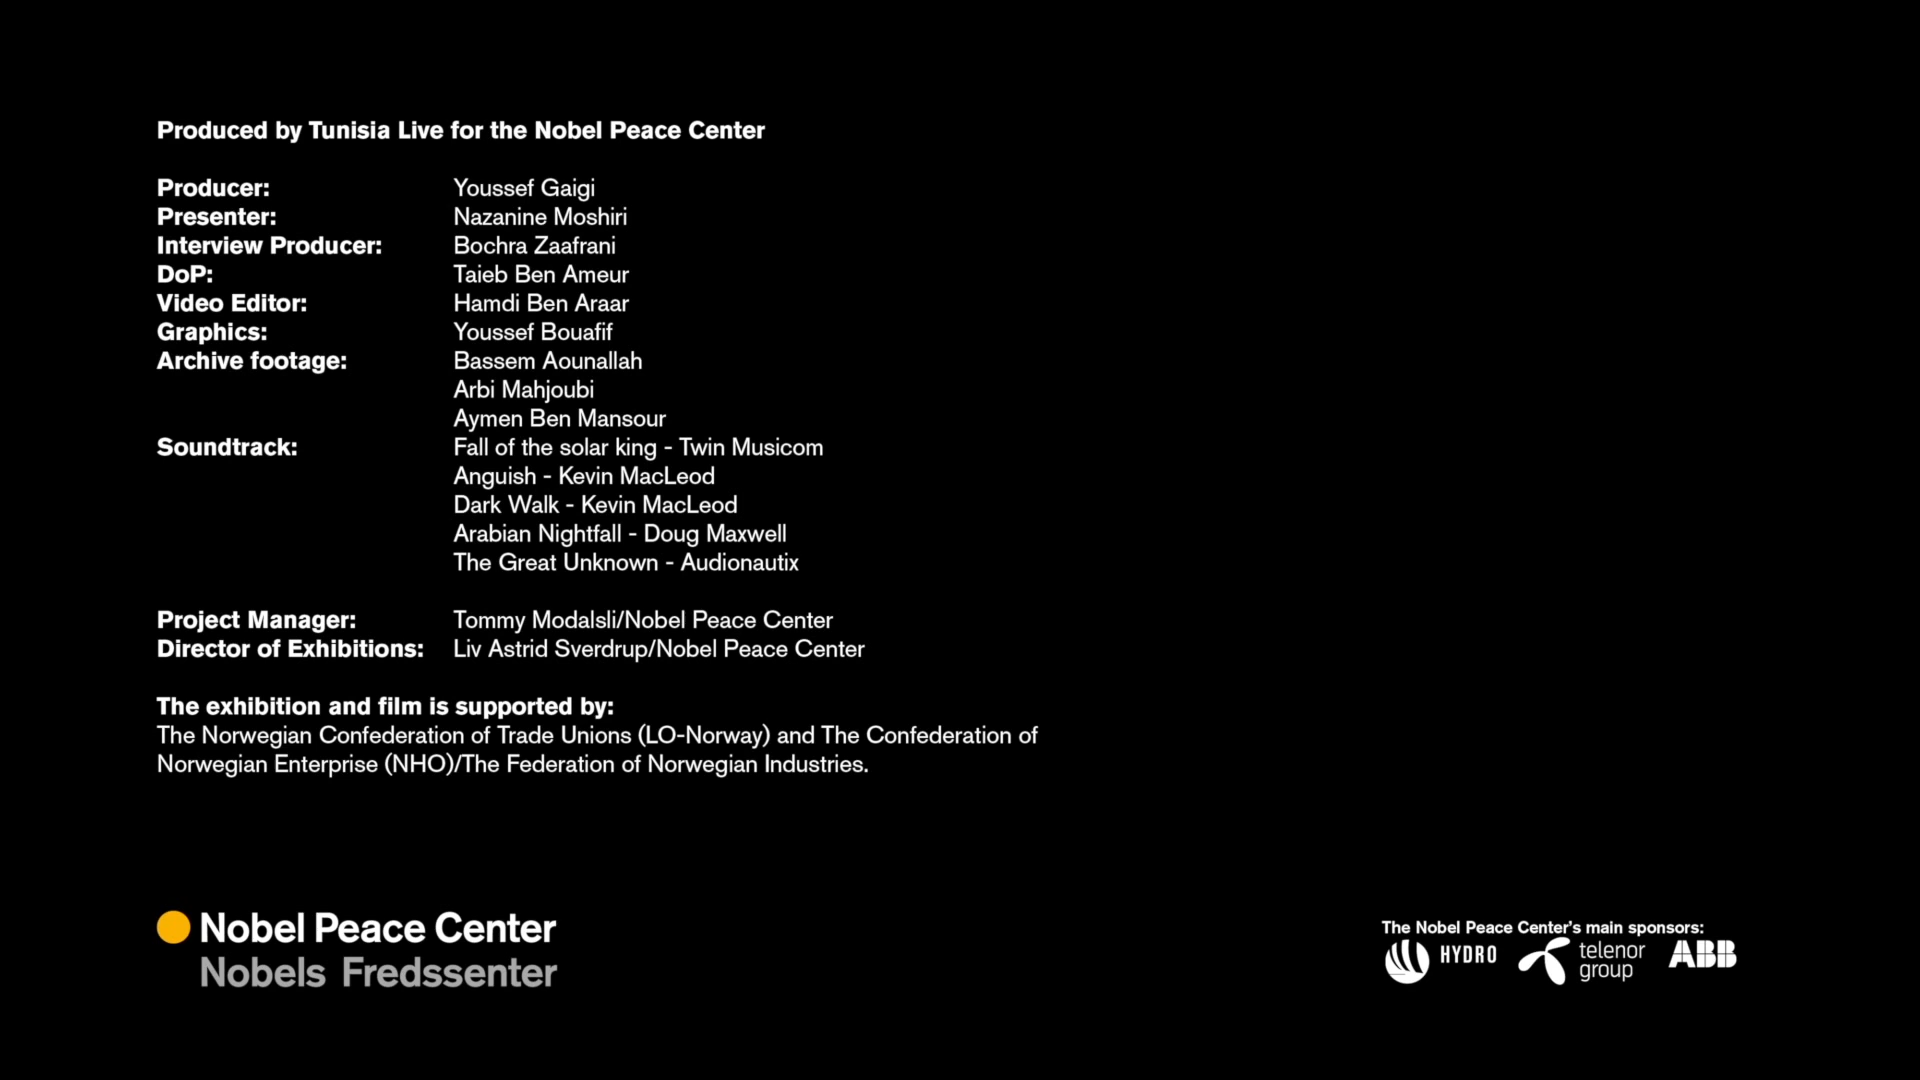 Produced by Tunisia Live for the Nobel Peace Center
Producer: Youssef Gaigi
Presenter: Nazanine Moshiri
Interview Producer: Bochra Zaafrani
DoP: Taieb Ben Ameur
Video Editor: Hamdi Ben Araar
Graphics: Youssef Bouafif
Archive footage: Bassem Aounallah
Arbi Mahjoubi
Aymen Ben Mansour
Soundtrack: Fall of the solar king - Twin Musicom
Anguish - Kevin MacLeod
Dark Walk - Kevin MacLeod
Arabian Nightfall - Doug Maxwell
The Great Unknown - Audionautix
Project Manager: Tommy Modalsli/Nobel Peace Center
Director of Exhibitions: Liv Astrid Sverdrup/Nobel Peace Center
The exhibition and film is supported by:
The Norwegian Confederation of Trade Unions (LO-Norway) and The Confederation of
Norwegian Enterprise (NHO)/The Federation of Norwegian Industries.
Nobel Peace Center
Nobels Fredssenter
The Nobel Peace Center's main sponsors:
HYDRO
telenor
group
ABB